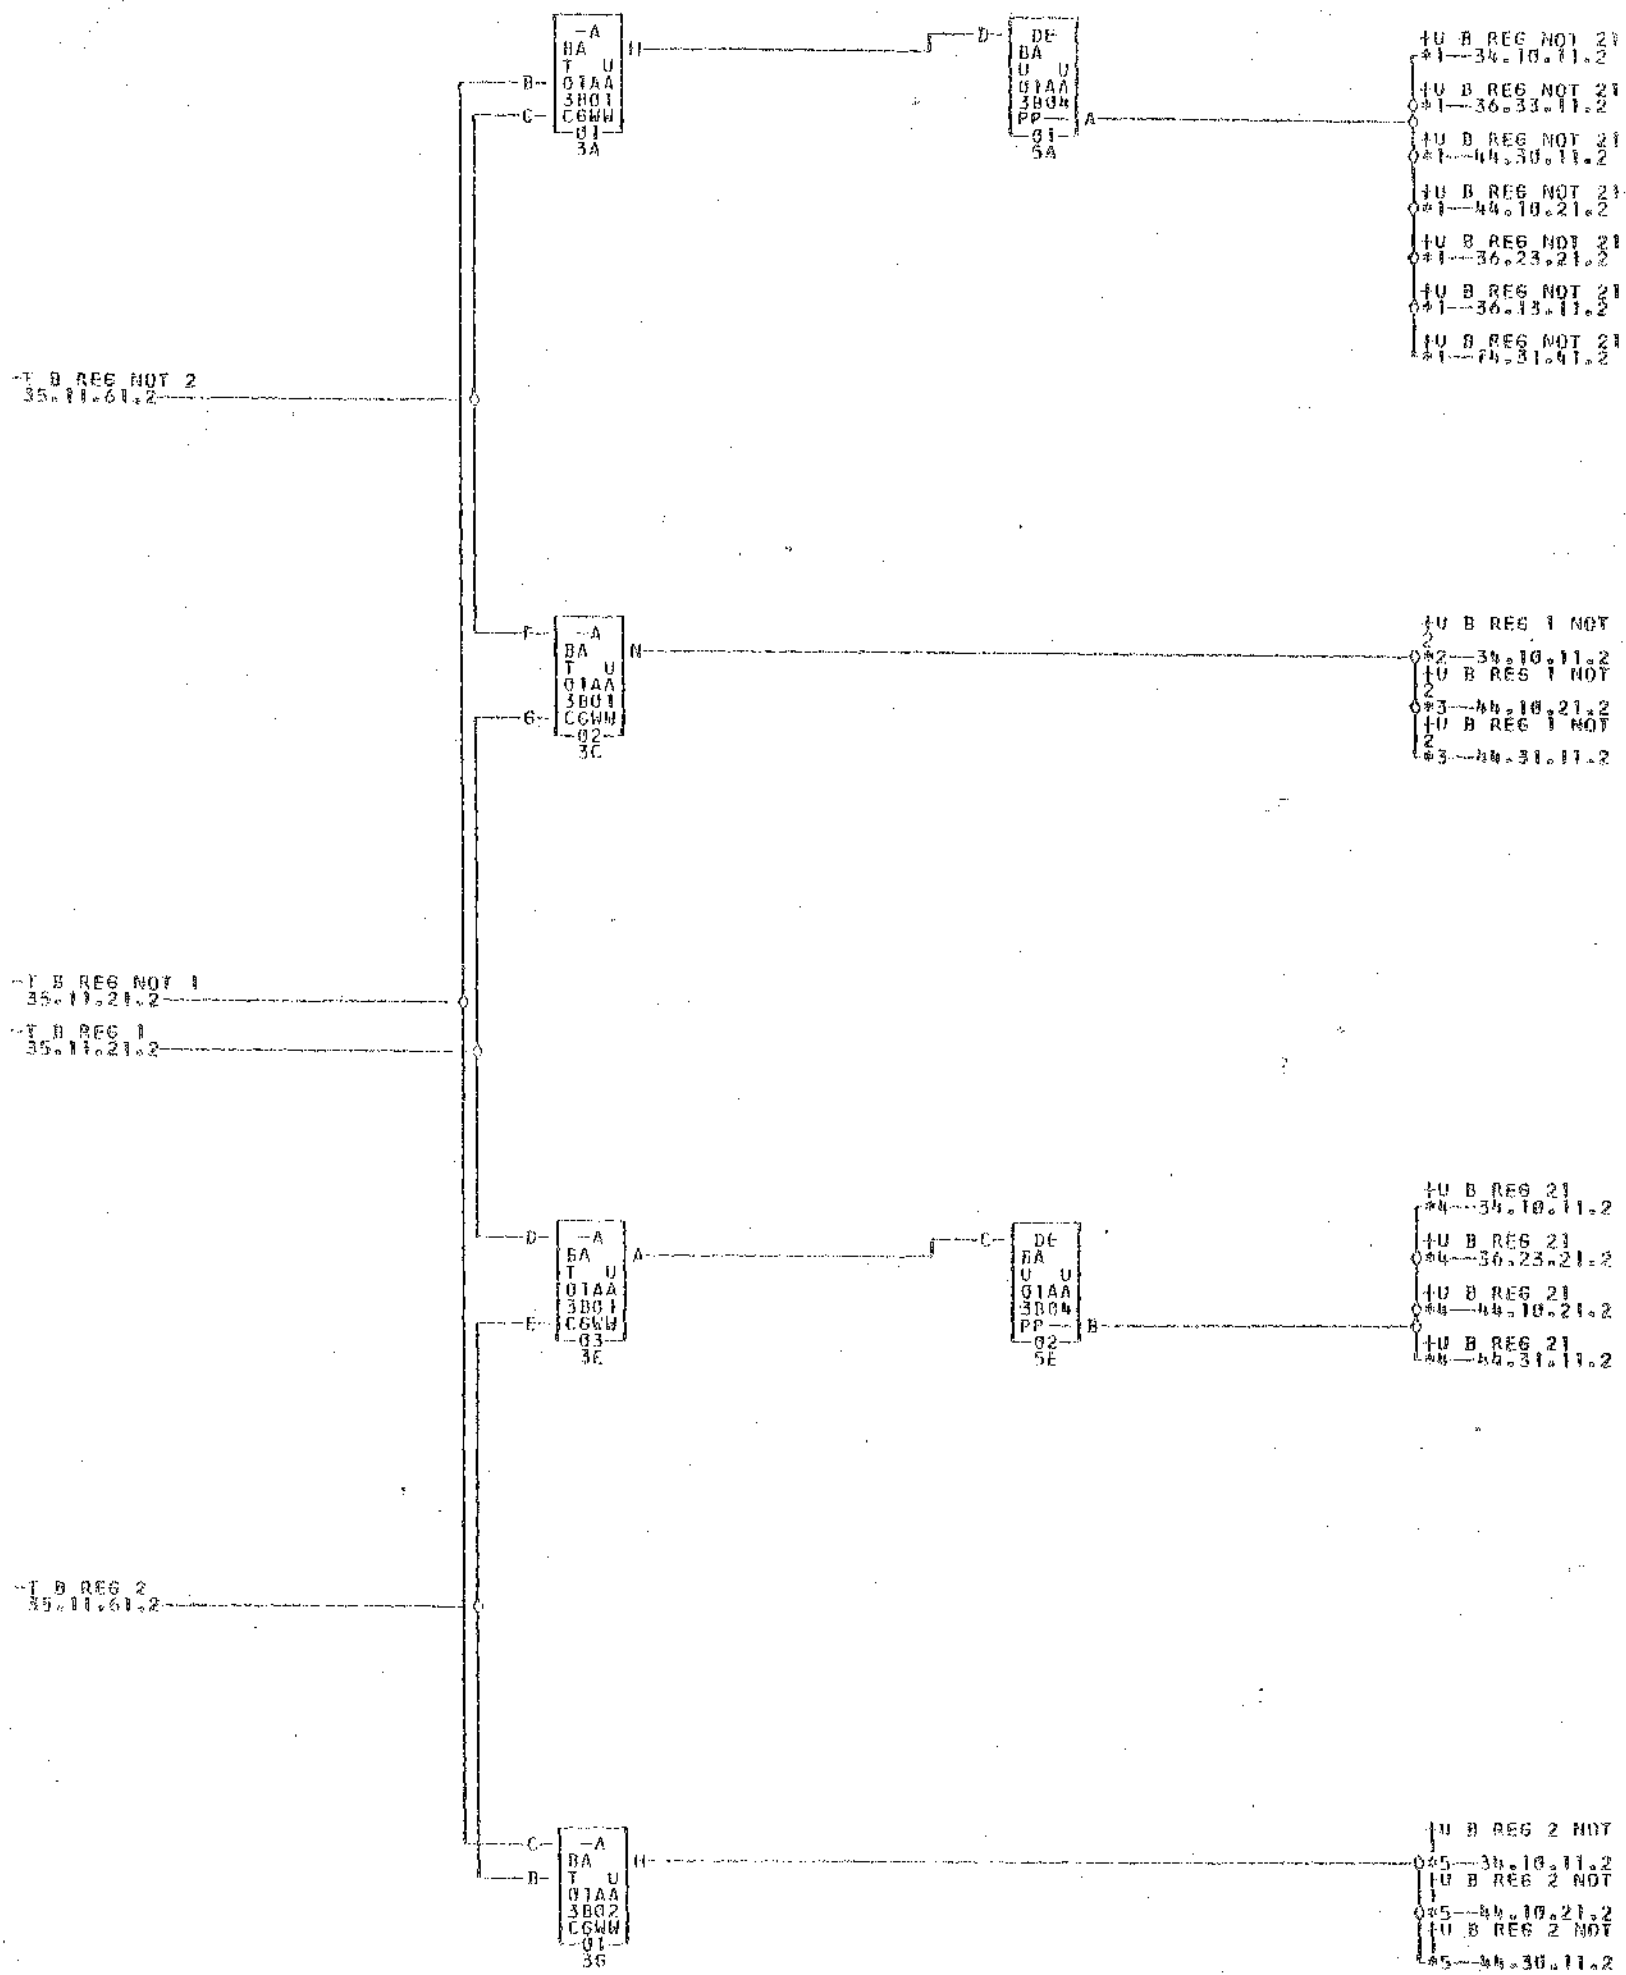 -A
BA H
T U
B 01AA
3B01
C CGWW
01
3A
D DE
BA
U U
01AA
3B04
PP A
01
5A
+U B REG NOT 21
*1--34.10.11.2
+U B REG NOT 21
*1--36.33.11.2
+U B REG NOT 21
*1--44.30.11.2
+U B REG NOT 21
*1--44.10.21.2
+U B REG NOT 21
*1--36.23.21.2
+U B REG NOT 21
*1--36.13.11.2
+U B REG NOT 21
-T B REG NOT 2
35.11.61.2
F -A
BA N
T U
01AA
3B01
G CGWW
02
3C
+U B REG 1 NOT
2
*2--34.10.11.2
+U B REG 1 NOT
2
*3--44.10.21.2
+U B REG 1 NOT
2
*3--44.31.11.2
-T B REG NOT 1
35.11.21.2
-T B REG 1
35.11.21.2
D -A
BA A
T U
01AA
3B01
E CGWW
03
3E
C DE
BA
U U
01AA
3B04
PP B
02
5E
+U B REG 21
*4--34.10.11.2
+U B REG 21
*4--36.23.21.2
+U B REG 21
*4--44.10.21.2
+U B REG 21
*4--44.31.11.2
-T B REG 2
35.11.61.2
C -A
BA H
B T U
01AA
3B02
CGWW
01
3G
+U B REG 2 NOT
*5--34.10.11.2
+U B REG 2 NOT
*5--44.10.21.2
+U B REG 2 NOT
*5--44.30.11.2